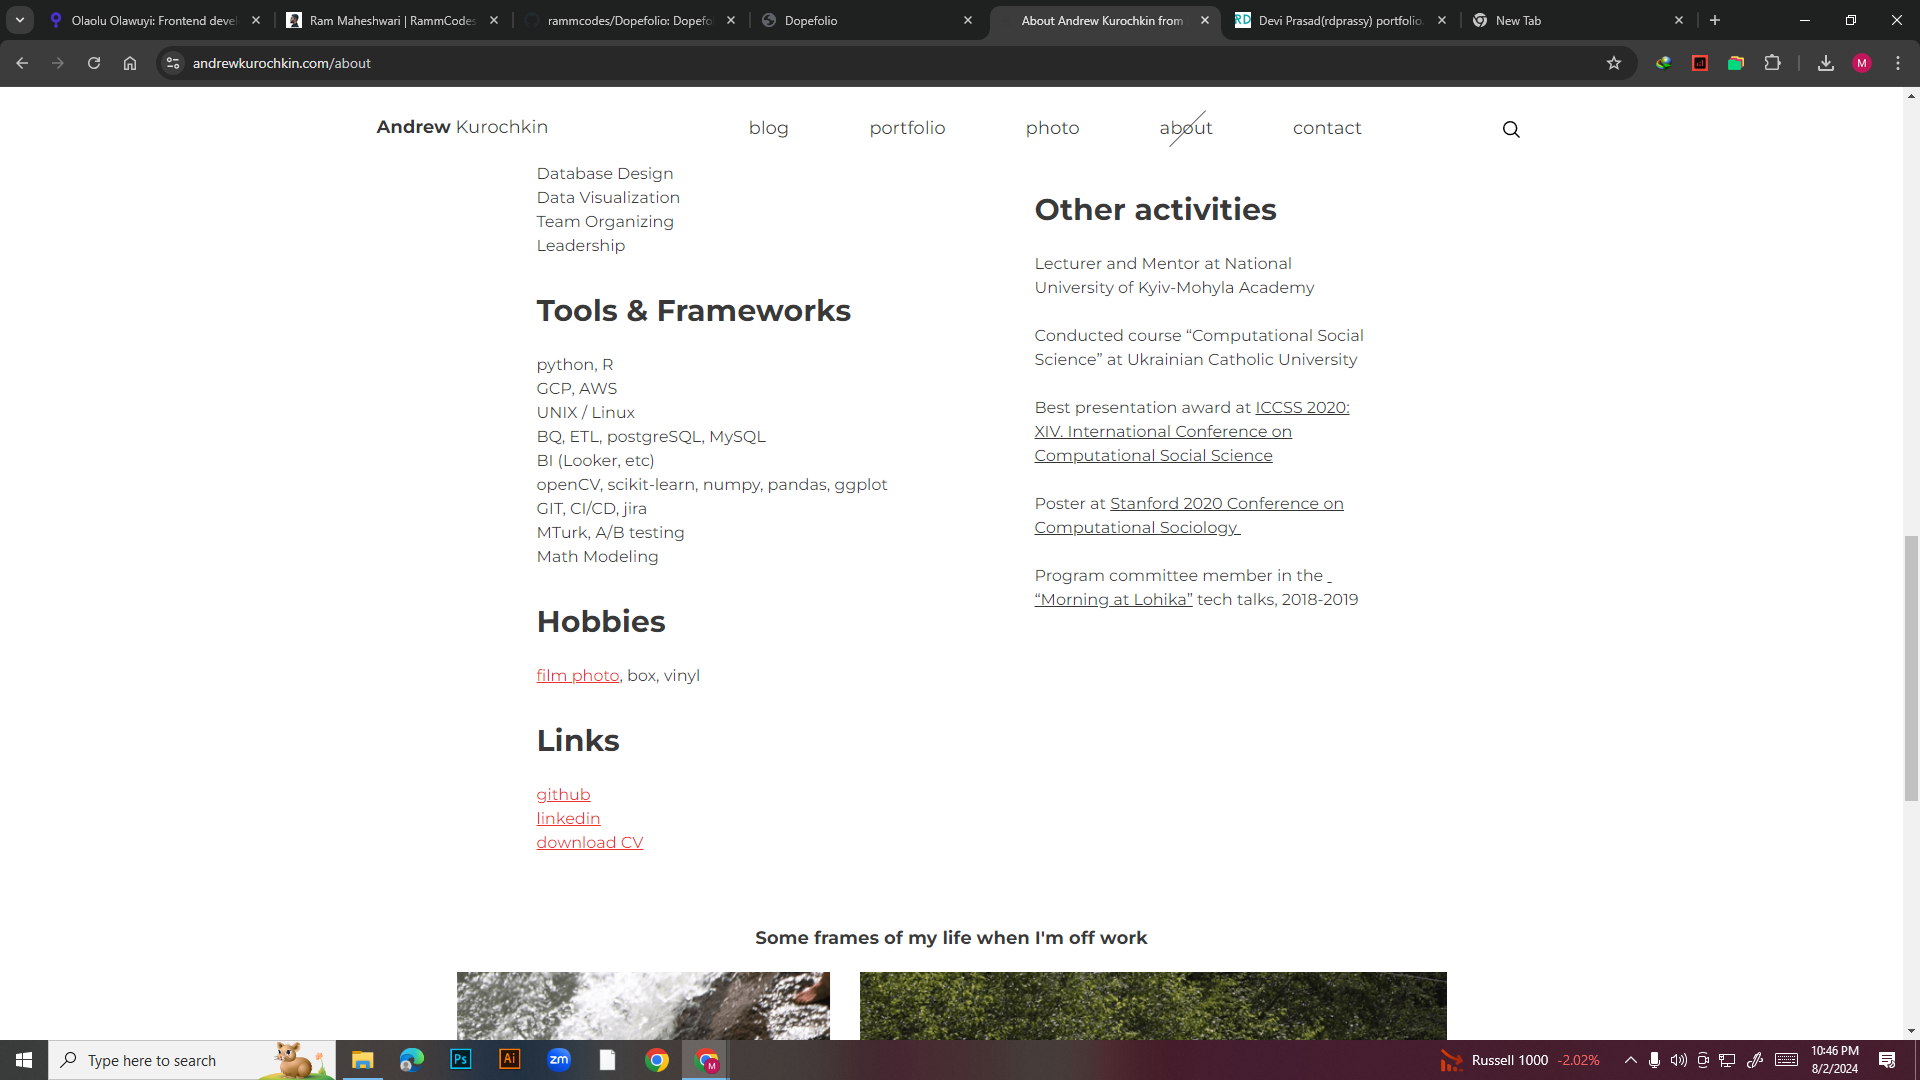 Olaolu Olawuyi: Frontend devel
Ram Maheshwari | RammCodes
rammcodes/Dopefolio: Dopefol
Dopefolio
About Andrew Kurochkin from
Devi Prasad(rdprassy) portfolio.
New Tab
andrewkurochkin.com/about
M
Andrew Kurochkin
blog
portfolio
photo
about
contact
Database Design
Data Visualization
Team Organizing
Leadership
Tools & Frameworks
python, R
GCP, AWS
UNIX / Linux
BQ, ETL, postgreSQL, MySQL
BI (Looker, etc)
openCV, scikit-learn, numpy, pandas, ggplot
GIT, CI/CD, jira
MTurk, A/B testing
Math Modeling
Hobbies
film photo, box, vinyl
Links
github
linkedin
download CV
Other activities
Lecturer and Mentor at National
University of Kyiv-Mohyla Academy
Conducted course “Computational Social
Science” at Ukrainian Catholic University
Best presentation award at ICCSS 2020:
XIV. International Conference on
Computational Social Science
Poster at Stanford 2020 Conference on
Computational Sociology
Program committee member in the
“Morning at Lohika” tech talks, 2018-2019
Some frames of my life when I'm off work
Type here to search
Ps
Ai
zm
M
Russell 1000 -2.02%
10:46 PM
8/2/2024